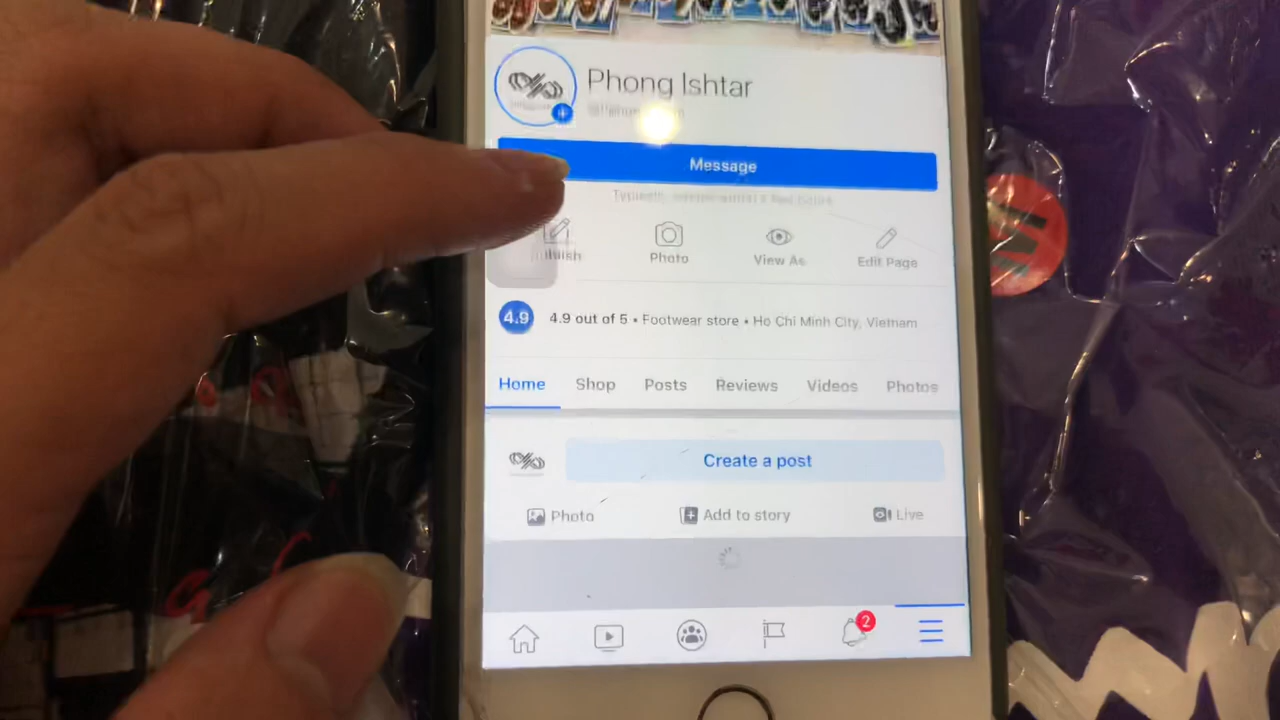 Phong Ishtar
Message
Photo
View As
Edit Page
4.9
4.9 out of 5 • Footwear store • Ho Chi Minh City, Vietnam
Home
Shop
Posts
Reviews
Videos
Photos
Create a post
Photo
Add to story
Live
2